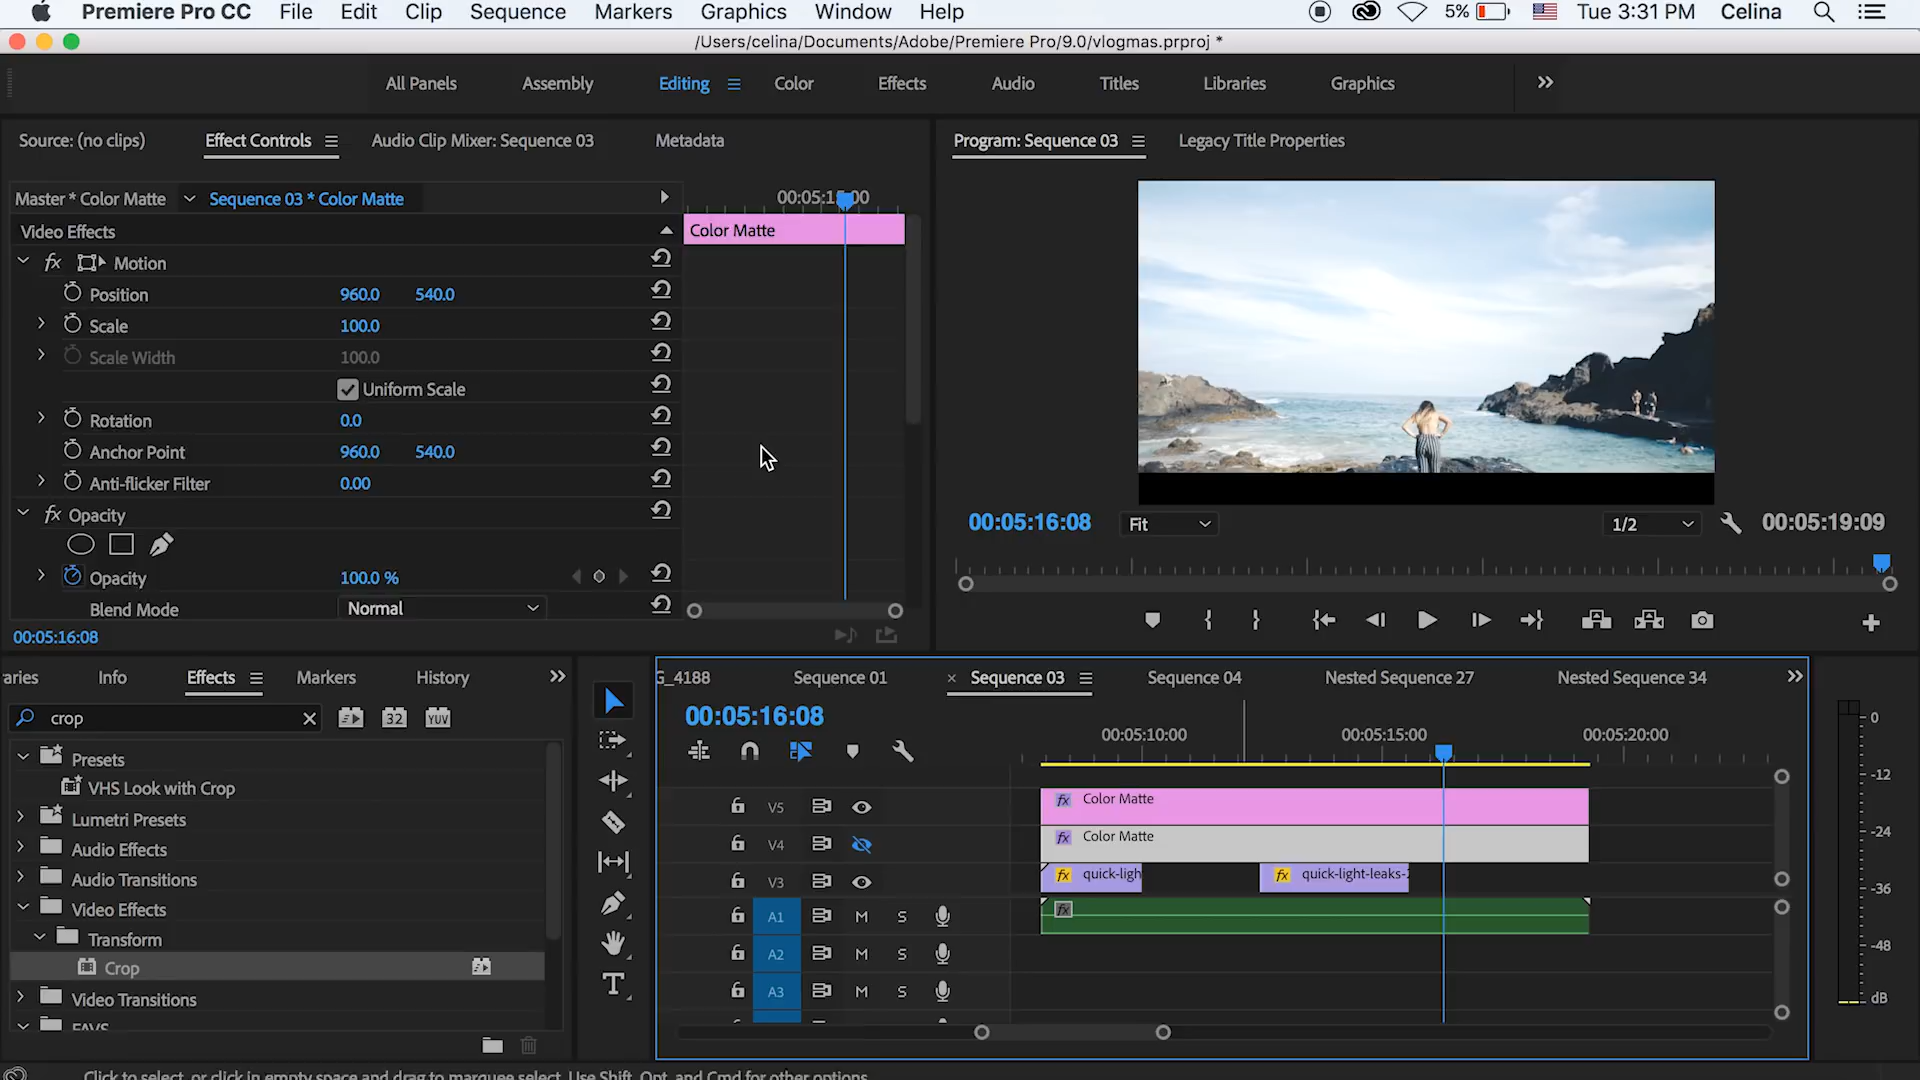 Premiere Pro CC File Edit Clip Sequence Markers Graphics Window Help 5% Tue 3:31 PM Celina
/Users/celina/Documents/Adobe/Premiere Pro/9.0/vlogmas.prproj *
All Panels Assembly Editing Color Effects Audio Titles Libraries Graphics
Source: (no clips) Effect Controls Audio Clip Mixer: Sequence 03 Metadata
Program: Sequence 03 Legacy Title Properties
Master * Color Matte Sequence 03 * Color Matte
Video Effects
Color Matte
fx Motion
Position 960.0 540.0
Scale 100.0
Scale Width 100.0
Uniform Scale
Rotation 0.0
Anchor Point 960.0 540.0
Anti-flicker Filter 0.00
fx Opacity
Opacity 100.0 %
Blend Mode Normal
00:05:16:08
00:05:16:08 Fit 1/2 00:05:19:09
aries Info Effects Markers History
crop 32 YUV
Presets
VHS Look with Crop
Lumetri Presets
Audio Effects
Audio Transitions
Video Effects
Transform
Crop
Video Transitions
FAVS
T
G_4188 Sequence 01 × Sequence 03 Sequence 04 Nested Sequence 27 Nested Sequence 34
00:05:16:08
00:05:10:00 00:05:15:00 00:05:20:00
V5 fx Color Matte
V4 fx Color Matte
V3 fx quick-ligh fx quick-light-leaks-
A1 M S fx
A2 M S
A3 M S
0
-12
-24
-36
-48
dB
Click to select, or click in empty space and drag to marquee select. Use Shift, Opt, and Cmd for other options.